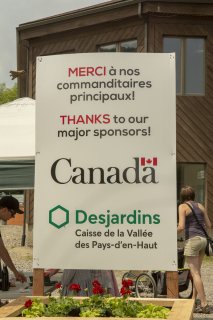 MERCI à nos
commanditaires
principaux!
THANKS to our
major sponsors!
Canada
Desjardins
Caisse de la Vallée
des Pays-d'en-Haut